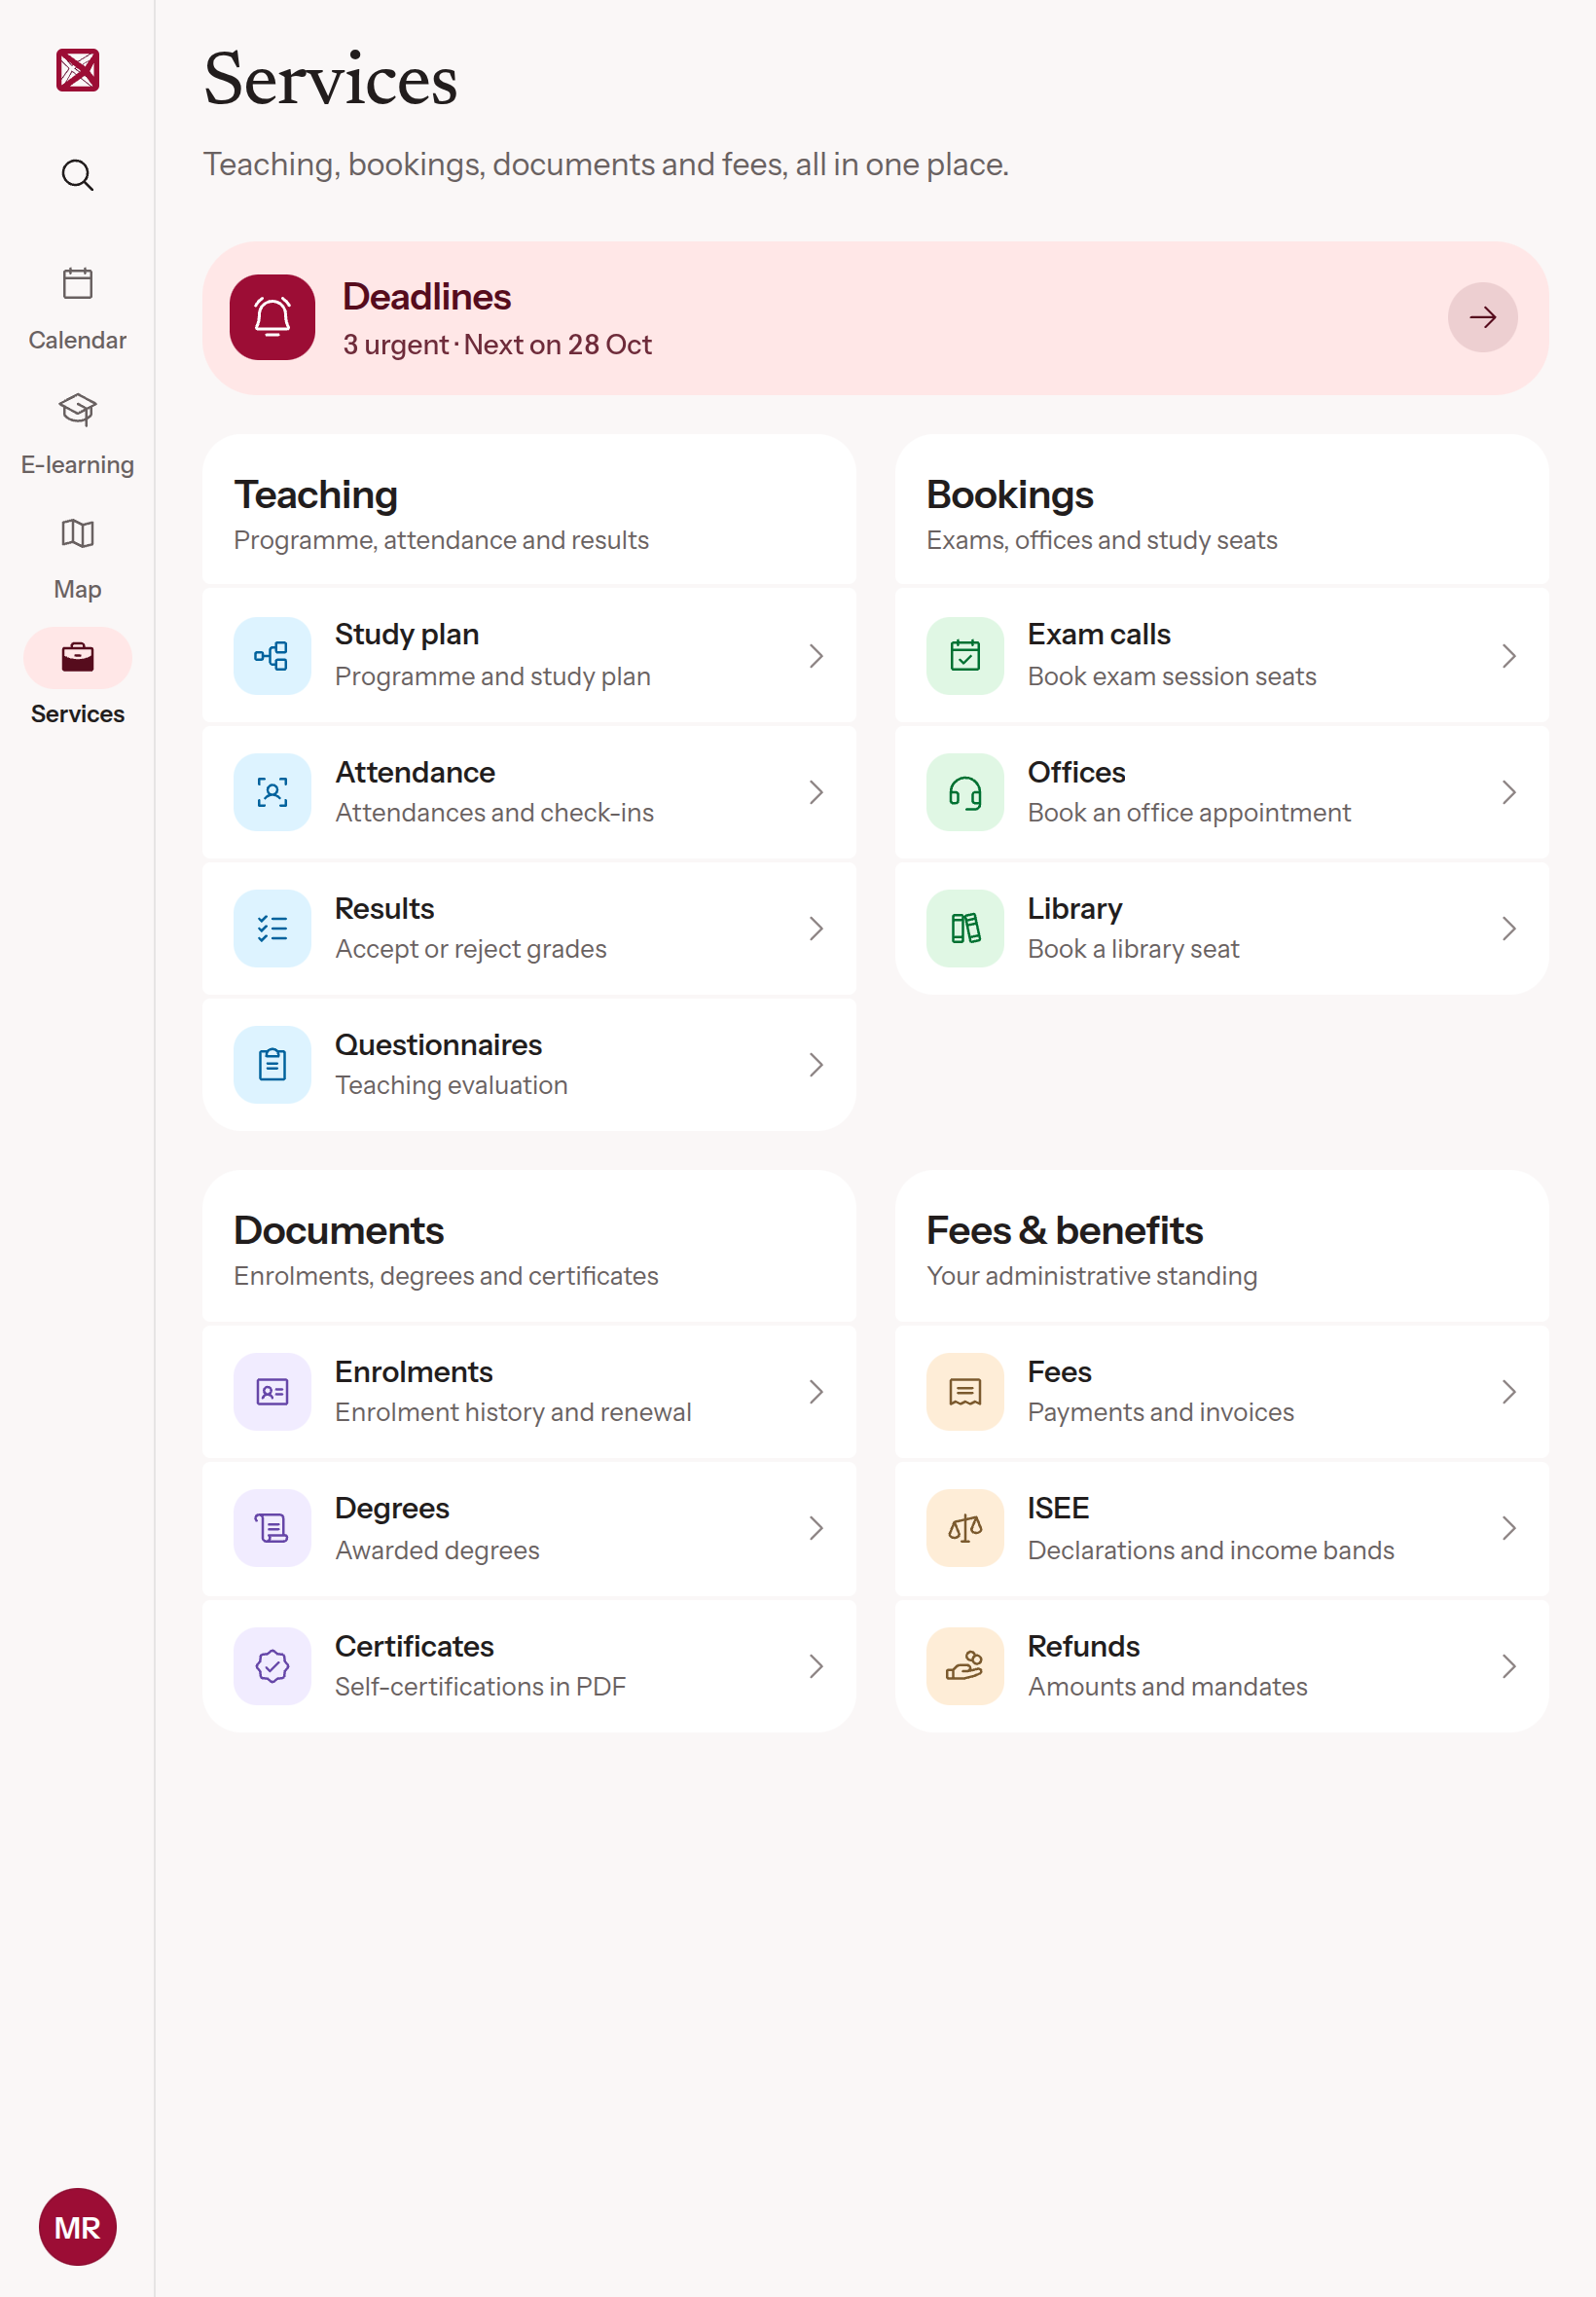 Services
Teaching, bookings, documents and fees, all in one place.
Calendar
E-learning
Map
Services
MR
Deadlines
3 urgent · Next on 28 Oct
Teaching
Programme, attendance and results
Study plan
Programme and study plan
Attendance
Attendances and check-ins
Results
Accept or reject grades
Questionnaires
Teaching evaluation
Bookings
Exams, offices and study seats
Exam calls
Book exam session seats
Offices
Book an office appointment
Library
Book a library seat
Documents
Enrolments, degrees and certificates
Enrolments
Enrolment history and renewal
Degrees
Awarded degrees
Certificates
Self-certifications in PDF
Fees & benefits
Your administrative standing
Fees
Payments and invoices
ISEE
Declarations and income bands
Refunds
Amounts and mandates